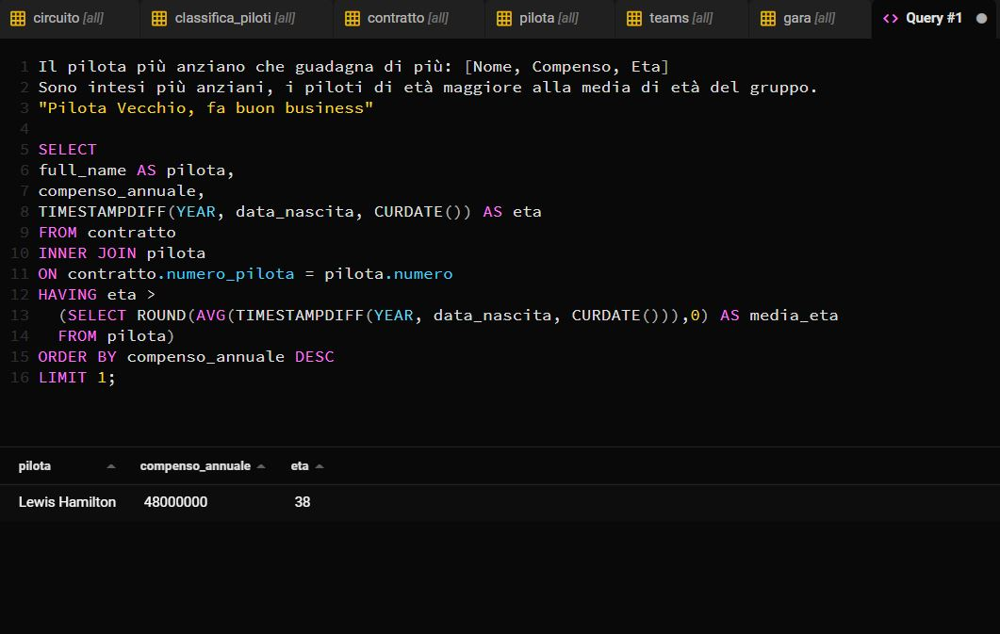 circuito [all] classifica_piloti [all] contratto [all] pilota [all] teams [all] gara [all] <> Query #1
1 Il pilota più anziano che guadagna di più: [Nome, Compenso, Eta]
2 Sono intesi più anziani, i piloti di età maggiore alla media di età del gruppo.
3 "Pilota Vecchio, fa buon business"
4
5 SELECT
6 full_name AS pilota,
7 compenso_annuale,
8 TIMESTAMPDIFF(YEAR, data_nascita, CURDATE()) AS eta
9 FROM contratto
10 INNER JOIN pilota
11 ON contratto.numero_pilota = pilota.numero
12 HAVING eta >
13 (SELECT ROUND(AVG(TIMESTAMPDIFF(YEAR, data_nascita, CURDATE())),0) AS media_eta
14 FROM pilota)
15 ORDER BY compenso_annuale DESC
16 LIMIT 1;
pilota compenso_annuale eta
Lewis Hamilton 48000000 38